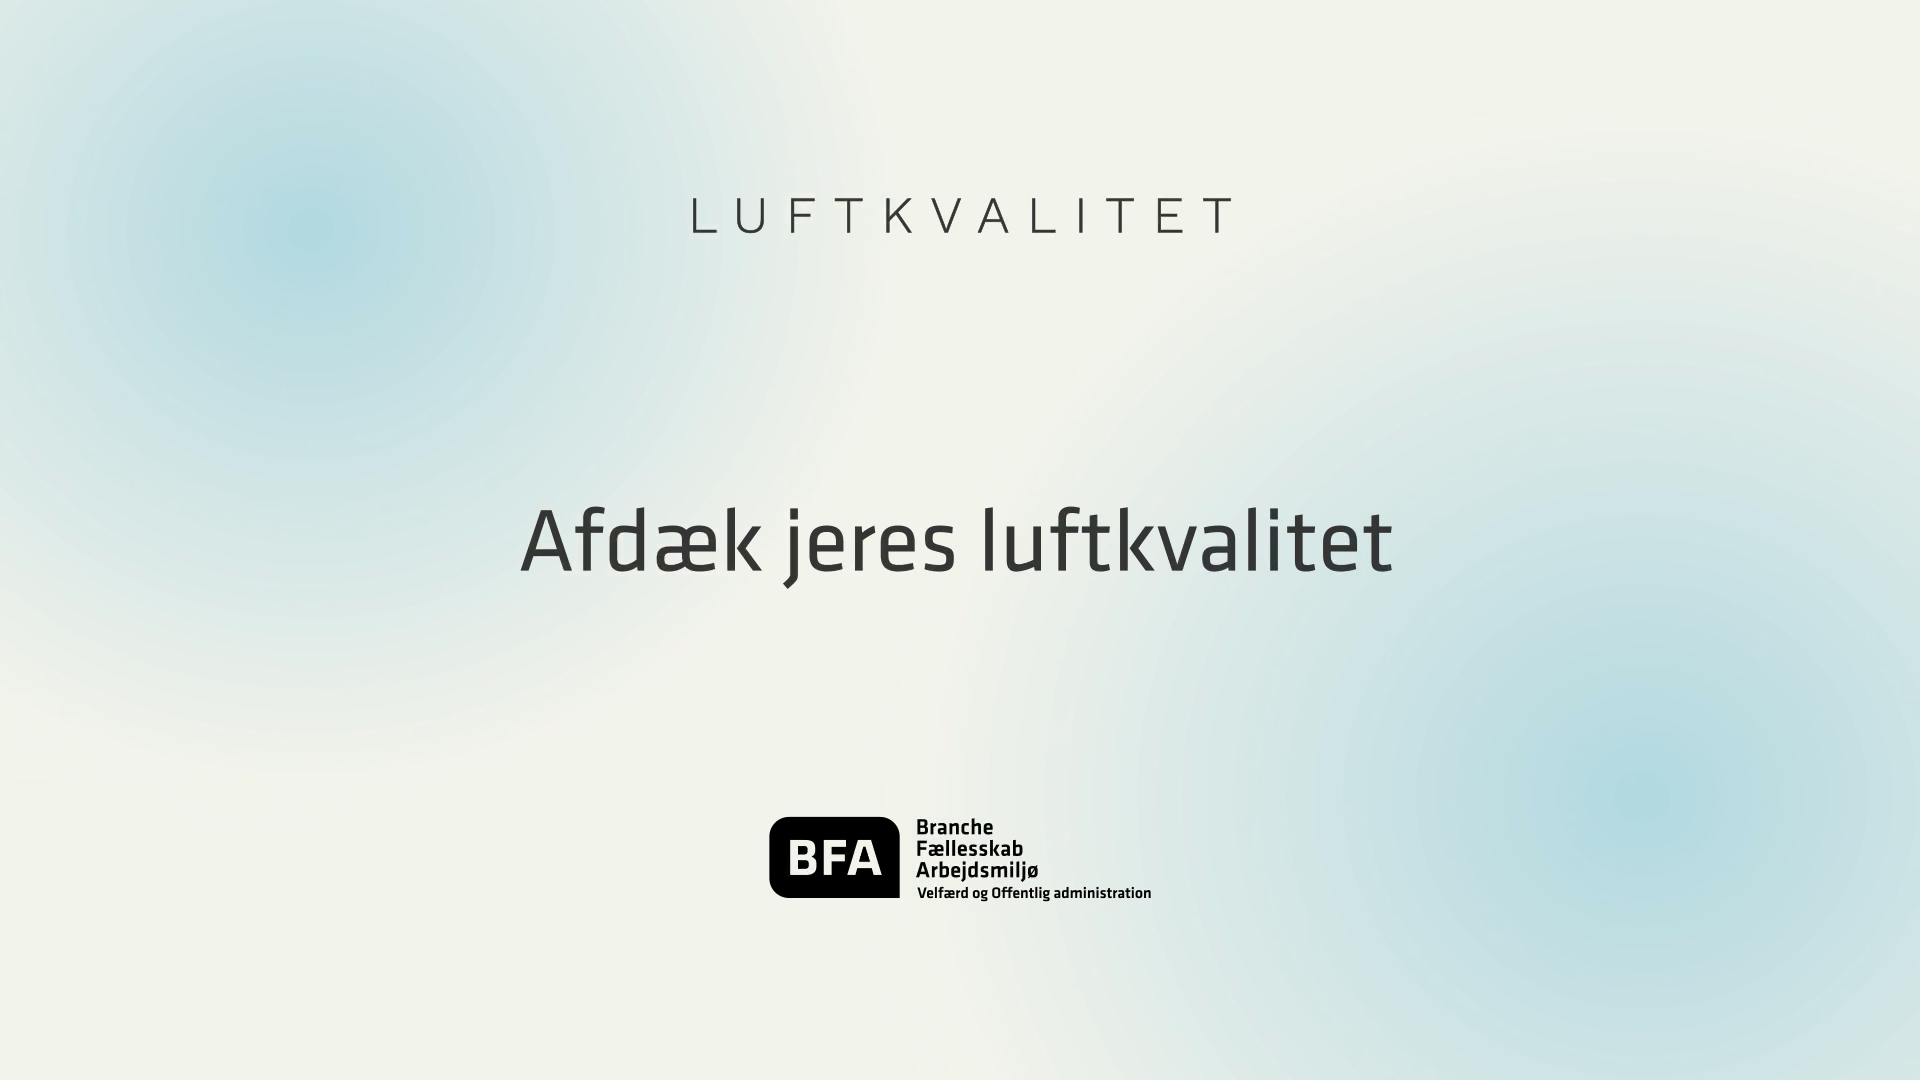 LUFTKVALITET
Afdæk jeres luftkvalitet
BFA
Branche
Fællesskab
Arbejdsmiljø
Velfærd og Offentlig administration